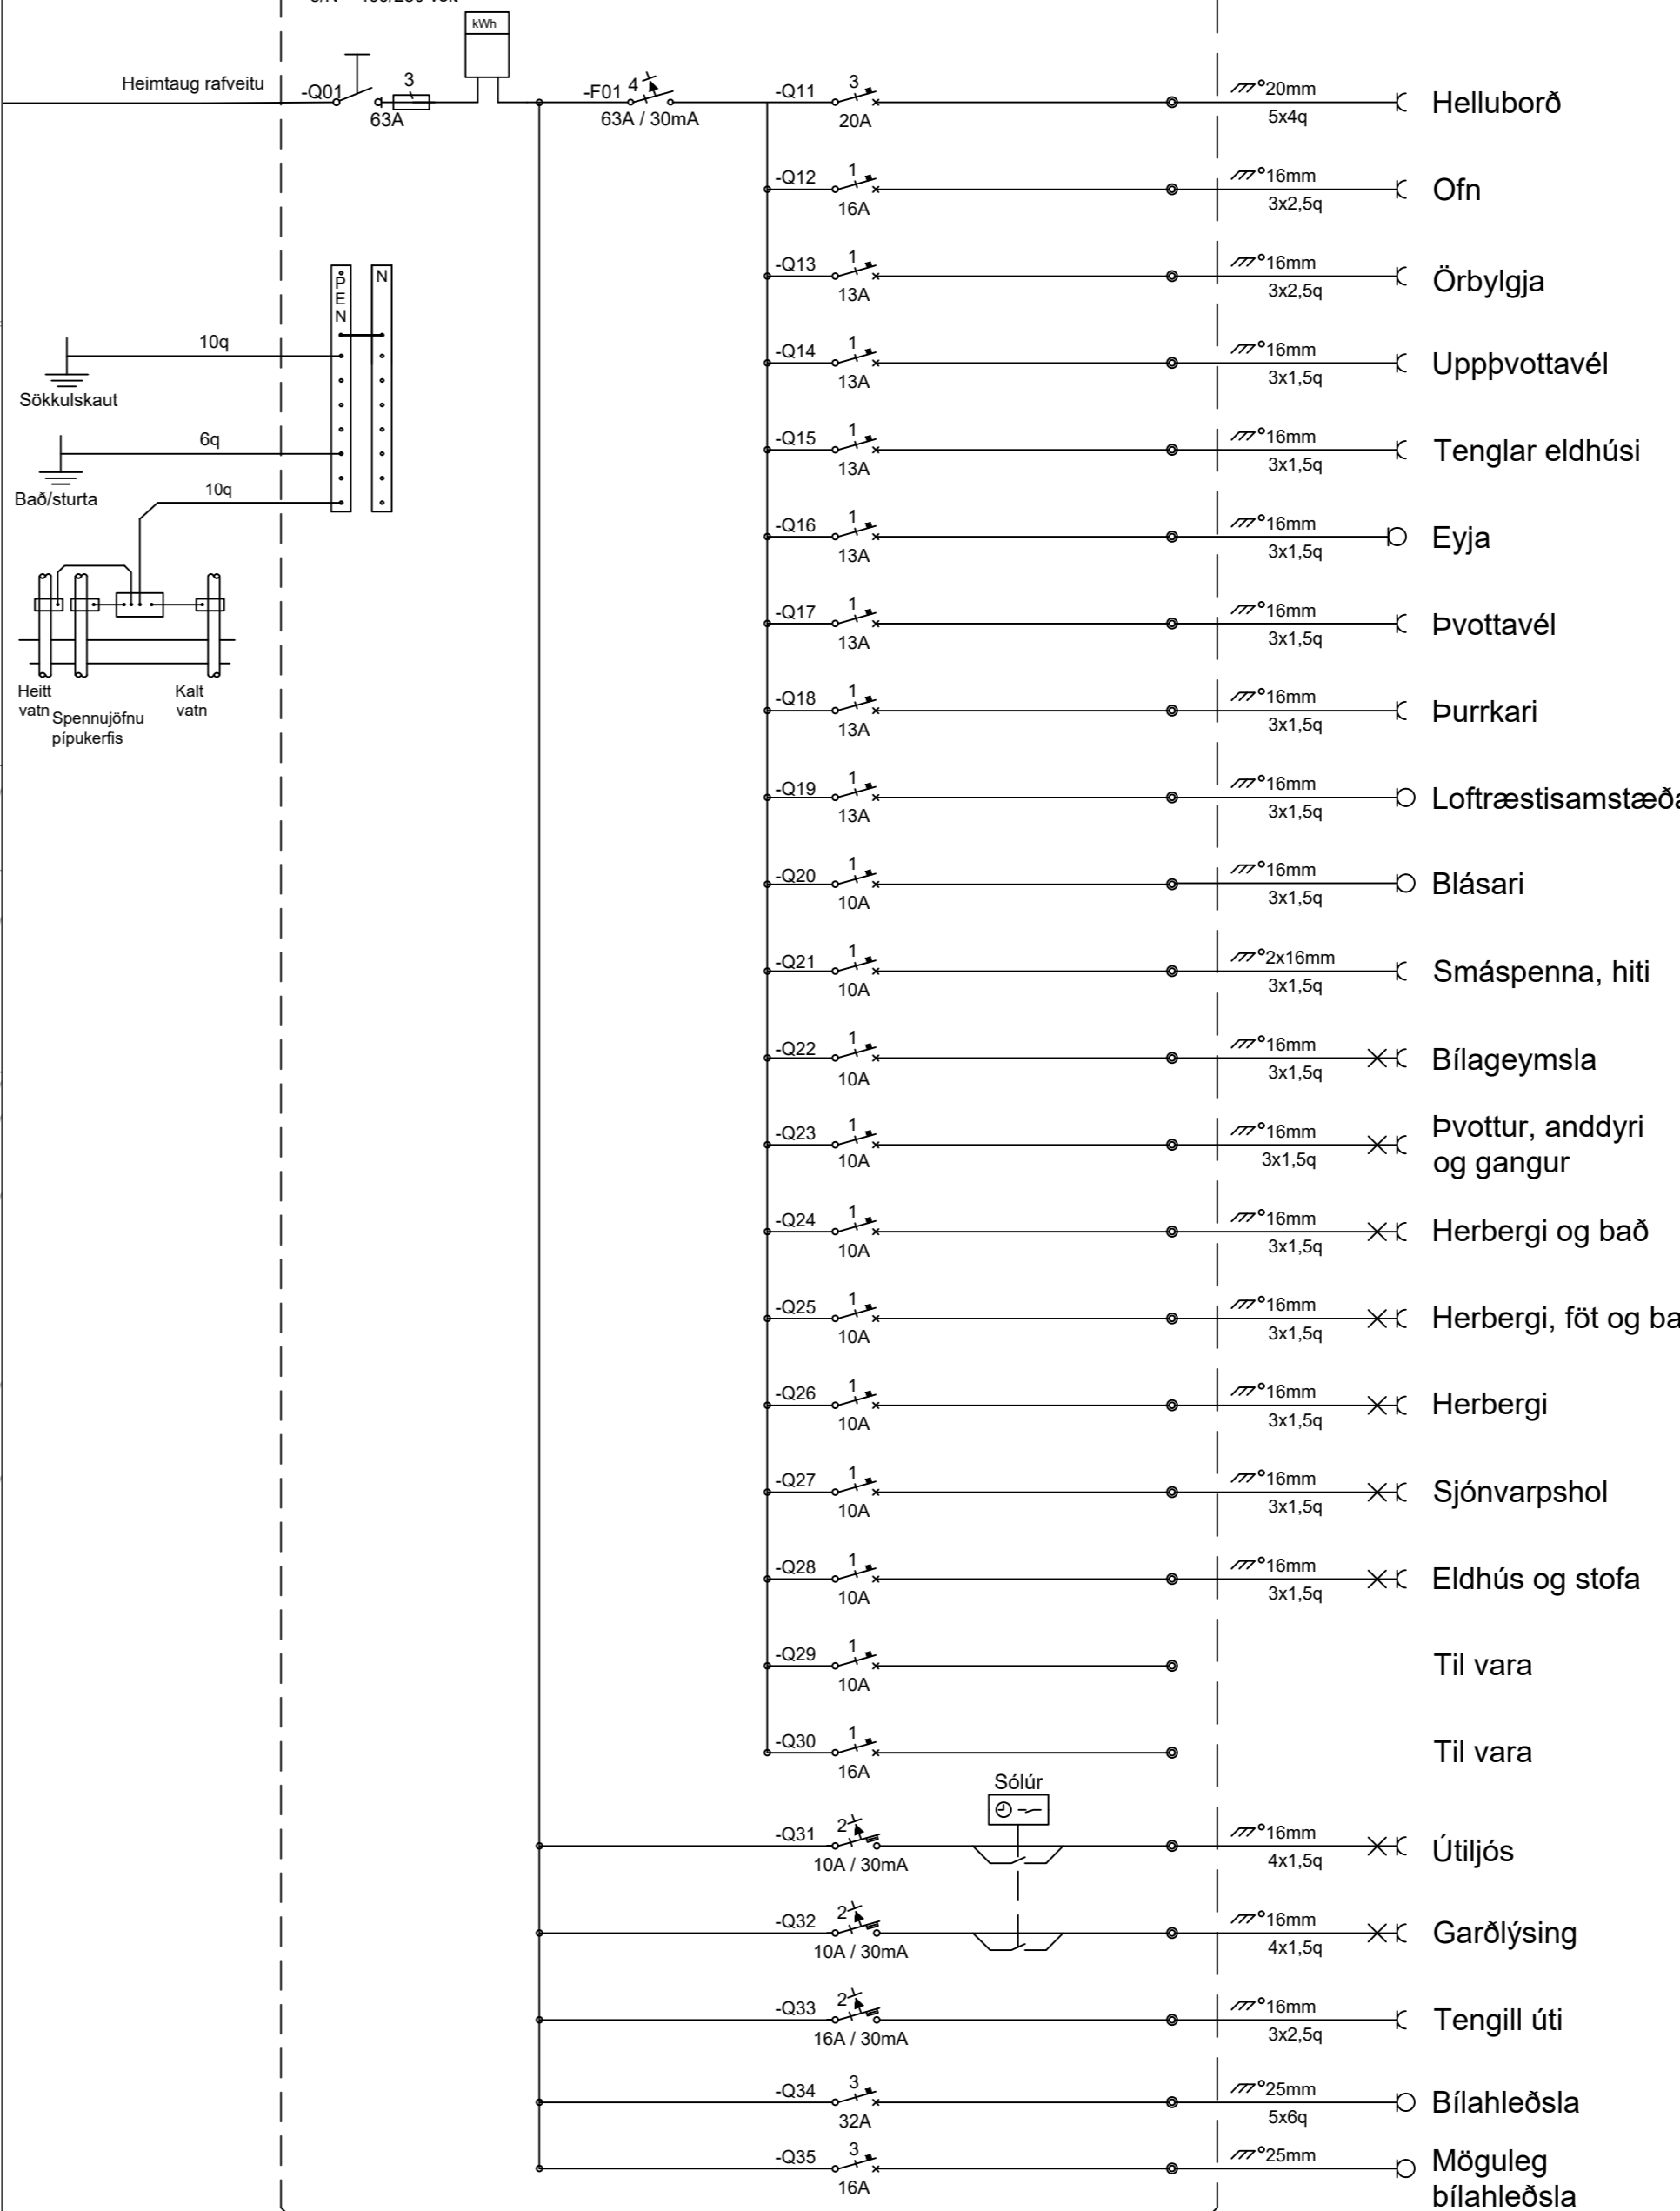 kWh
Heimtaug rafveitu
-Q01
3
63A
-F01
4
63A / 30mA
-Q11
3
20A
20mm
5x4q
Helluborð
-Q12
1
16A
16mm
3x2,5q
Ofn
-Q13
1
13A
16mm
3x2,5q
Örbylgja
-Q14
1
13A
16mm
3x1,5q
Uppþvottavél
-Q15
1
13A
16mm
3x1,5q
Tenglar eldhúsi
-Q16
1
13A
16mm
3x1,5q
Eyja
-Q17
1
13A
16mm
3x1,5q
Þvottavél
-Q18
1
13A
16mm
3x1,5q
Þurrkari
-Q19
1
13A
16mm
3x1,5q
Loftræstisamstæða
-Q20
1
10A
16mm
3x1,5q
Blásari
-Q21
1
10A
2x16mm
3x1,5q
Smáspenna, hiti
-Q22
1
10A
16mm
3x1,5q
Bílageymsla
-Q23
1
10A
16mm
3x1,5q
Þvottur, anddyri
og gangur
-Q24
1
10A
16mm
3x1,5q
Herbergi og bað
-Q25
1
10A
16mm
3x1,5q
Herbergi, föt og
-Q26
1
10A
16mm
3x1,5q
Herbergi
-Q27
1
10A
16mm
3x1,5q
Sjónvarpshol
-Q28
1
10A
16mm
3x1,5q
Eldhús og stofa
-Q29
1
10A
Til vara
-Q30
1
16A
Til vara
Sólúr
-Q31
2
10A / 30mA
16mm
4x1,5q
Útiljós
-Q32
2
10A / 30mA
16mm
4x1,5q
Garðlýsing
-Q33
2
16A / 30mA
16mm
3x2,5q
Tengill úti
-Q34
3
32A
25mm
5x6q
Bílahleðsla
-Q35
3
16A
25mm
Möguleg
bílahleðsla
P
E
N
N
10q
Sökkulskaut
6q
Bað/sturta
10q
Heitt
vatn
Spennujöfnu
pípukerfis
Kalt
vatn